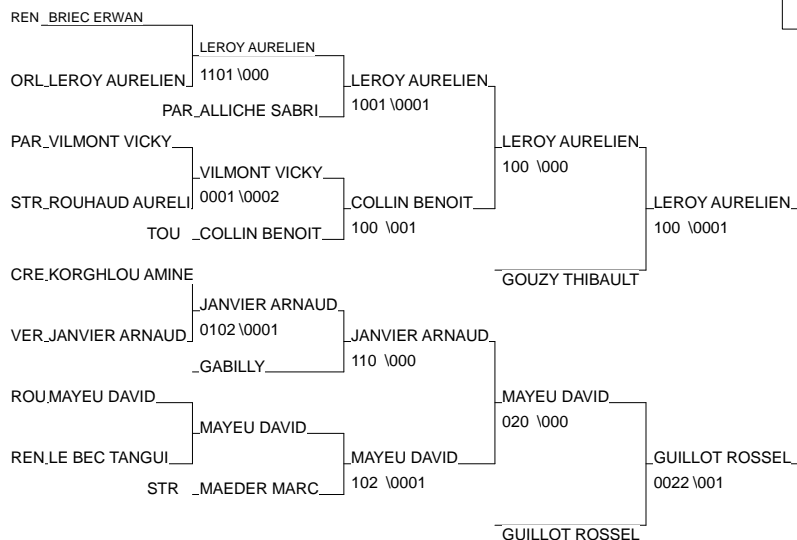 REN BRIEC ERWAN
LEROY AURELIEN
ORL LEROY AURELIEN 1101 \000 LEROY AURELIEN
PAR ALLICHE SABRI 1001 \0001
PAR VILMONT VICKY LEROY AURELIEN
VILMONT VICKY 100 \000
STR ROUHAUD AURELI 0001 \0002 COLLIN BENOIT LEROY AURELIEN
TOU COLLIN BENOIT 100 \001 100 \0001
CRE KORGHLOU AMINE GOUZY THIBAULT
JANVIER ARNAUD
VER JANVIER ARNAUD 0102 \0001 JANVIER ARNAUD
GABILLY 110 \000
ROU MAYEU DAVID MAYEU DAVID
MAYEU DAVID 020 \000
REN LE BEC TANGUI MAYEU DAVID GUILLOT ROSSEL
STR MAEDER MARC 102 \0001 0022 \001
GUILLOT ROSSEL